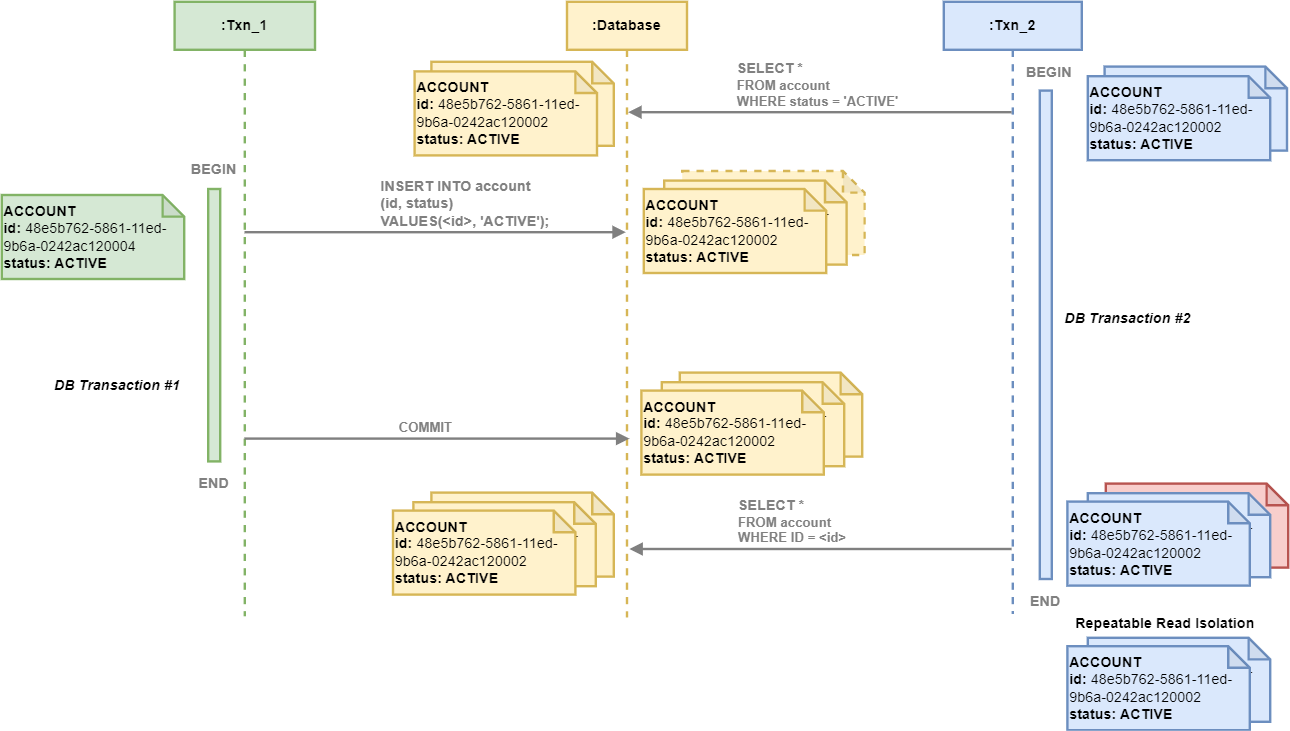 :Txn_1
:Database
:Txn_2
SELECT *
FROM account
WHERE status = 'ACTIVE'
BEGIN
ACCOUNT
id: 48e5b762-5861-11ed-
9b6a-0242ac120002
status: ACTIVE
ACCOUNT
id: 48e5b762-5861-11ed-
9b6a-0242ac120002
status: ACTIVE
BEGIN
INSERT INTO account
(id, status)
VALUES(<id>, 'ACTIVE');
ACCOUNT
id: 48e5b762-5861-11ed-
9b6a-0242ac120004
status: ACTIVE
ACCOUNT
id: 48e5b762-5861-11ed-
9b6a-0242ac120002
status: ACTIVE
DB Transaction #2
DB Transaction #1
COMMIT
ACCOUNT
id: 48e5b762-5861-11ed-
9b6a-0242ac120002
status: ACTIVE
END
SELECT *
FROM account
WHERE ID = <id>
ACCOUNT
id: 48e5b762-5861-11ed-
9b6a-0242ac120002
status: ACTIVE
ACCOUNT
id: 48e5b762-5861-11ed-
9b6a-0242ac120002
status: ACTIVE
END
Repeatable Read Isolation
ACCOUNT
id: 48e5b762-5861-11ed-
9b6a-0242ac120002
status: ACTIVE